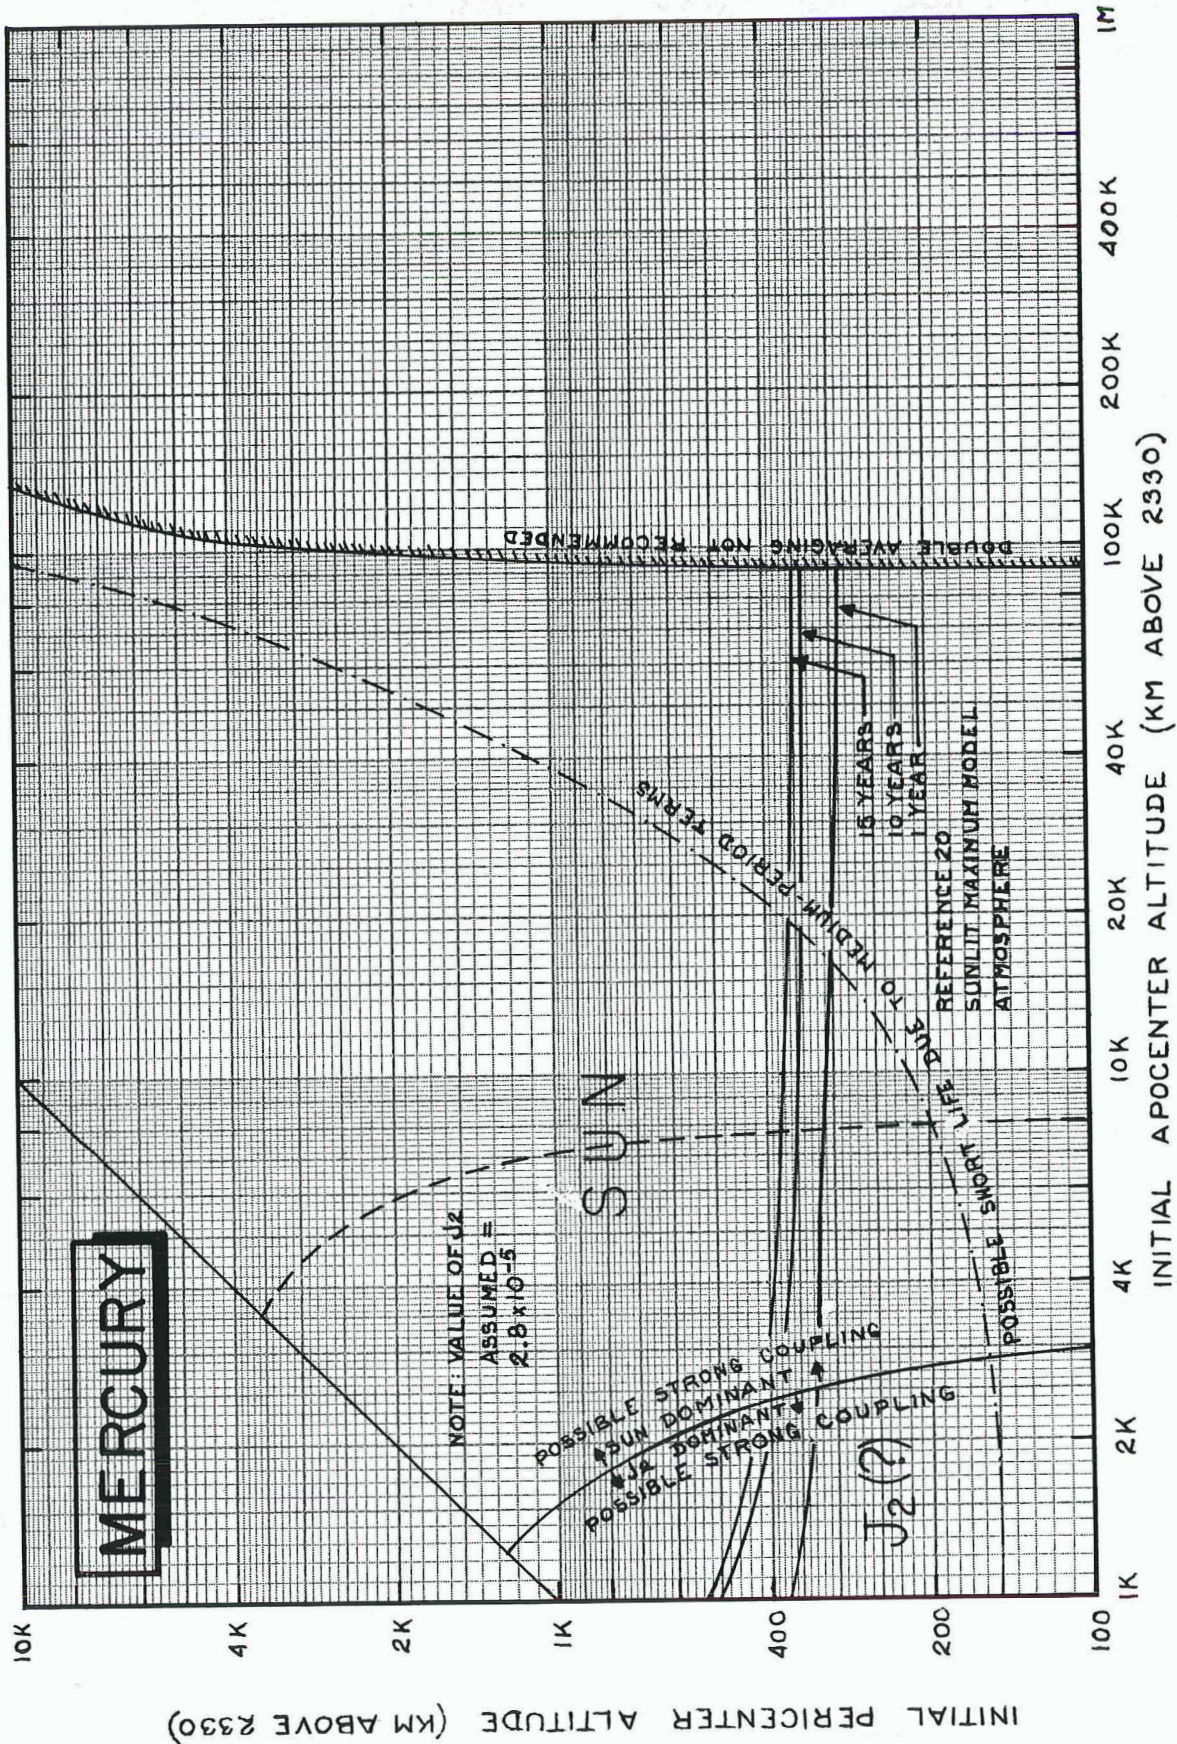 MERCURY
NOTE: VALUE OF J2
ASSUMED =
2.8 x 10^-5
SUN
J2(?)
POSSIBLE STRONG COUPLING
SUN DOMINANT
J2 DOMINANT
POSSIBLE STRONG COUPLING
POSSIBLE SHORT LIFE DUE TO MEDIUM-PERIOD TERMS
DOUBLE AVERAGING NOT RECOMMENDED
15 YEARS
10 YEARS
1 YEAR
REFERENCE 20
SUNLIT MAXIMUM MODEL
ATMOSPHERE
10K
4K
2K
1K
400
200
100
INITIAL PERICENTER ALTITUDE (KM ABOVE 2330)
1K
2K
4K
10K
20K
40K
100K
200K
400K
1M
INITIAL APOCENTER ALTITUDE (KM ABOVE 2330)